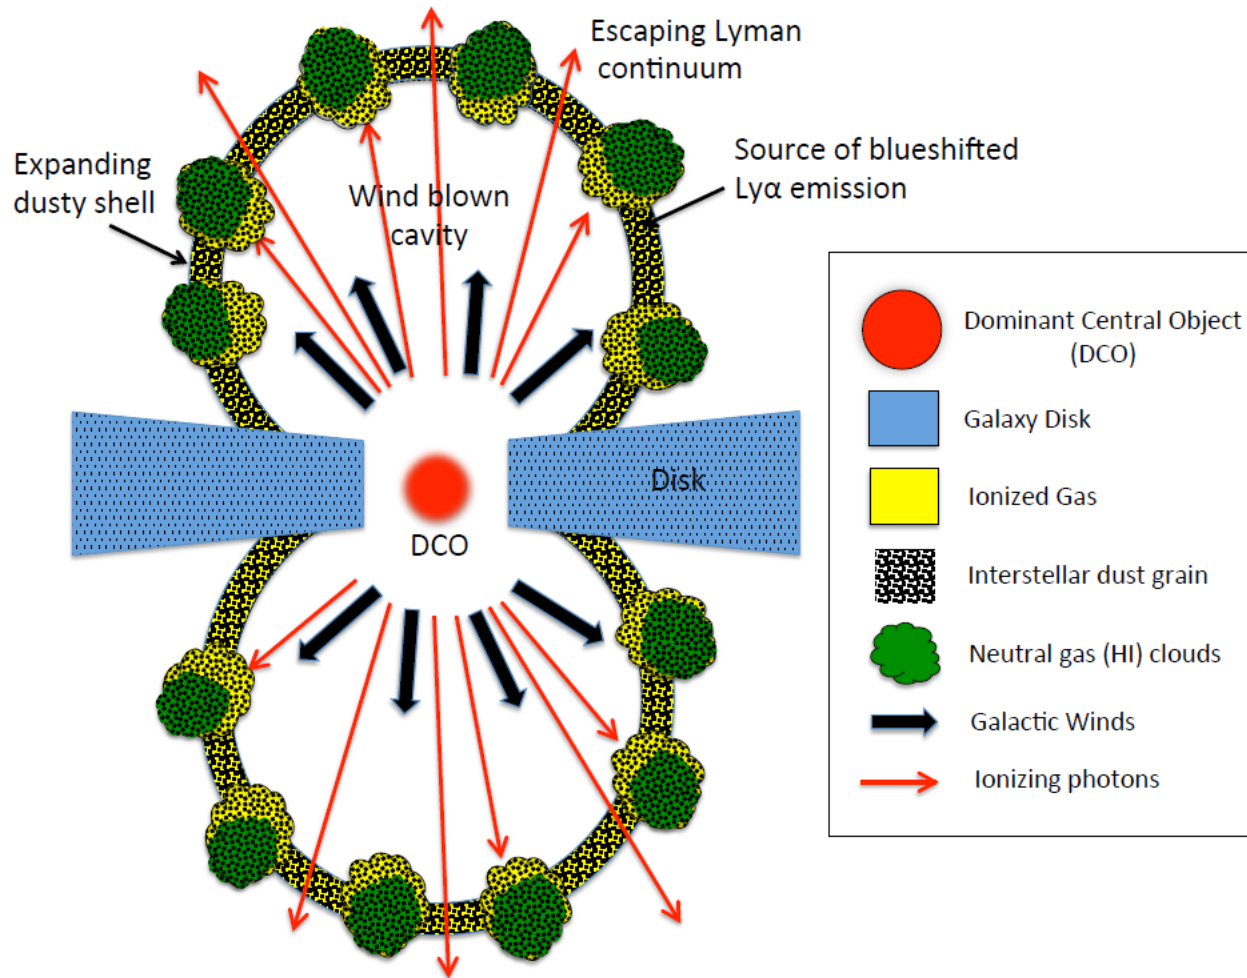 Escaping Lyman
continuum
Expanding
dusty shell
Source of blueshifted
Lyα emission
Wind blown
cavity
Disk
DCO
Dominant Central Object
(DCO)
Galaxy Disk
Ionized Gas
Interstellar dust grain
Neutral gas (HI) clouds
Galactic Winds
Ionizing photons